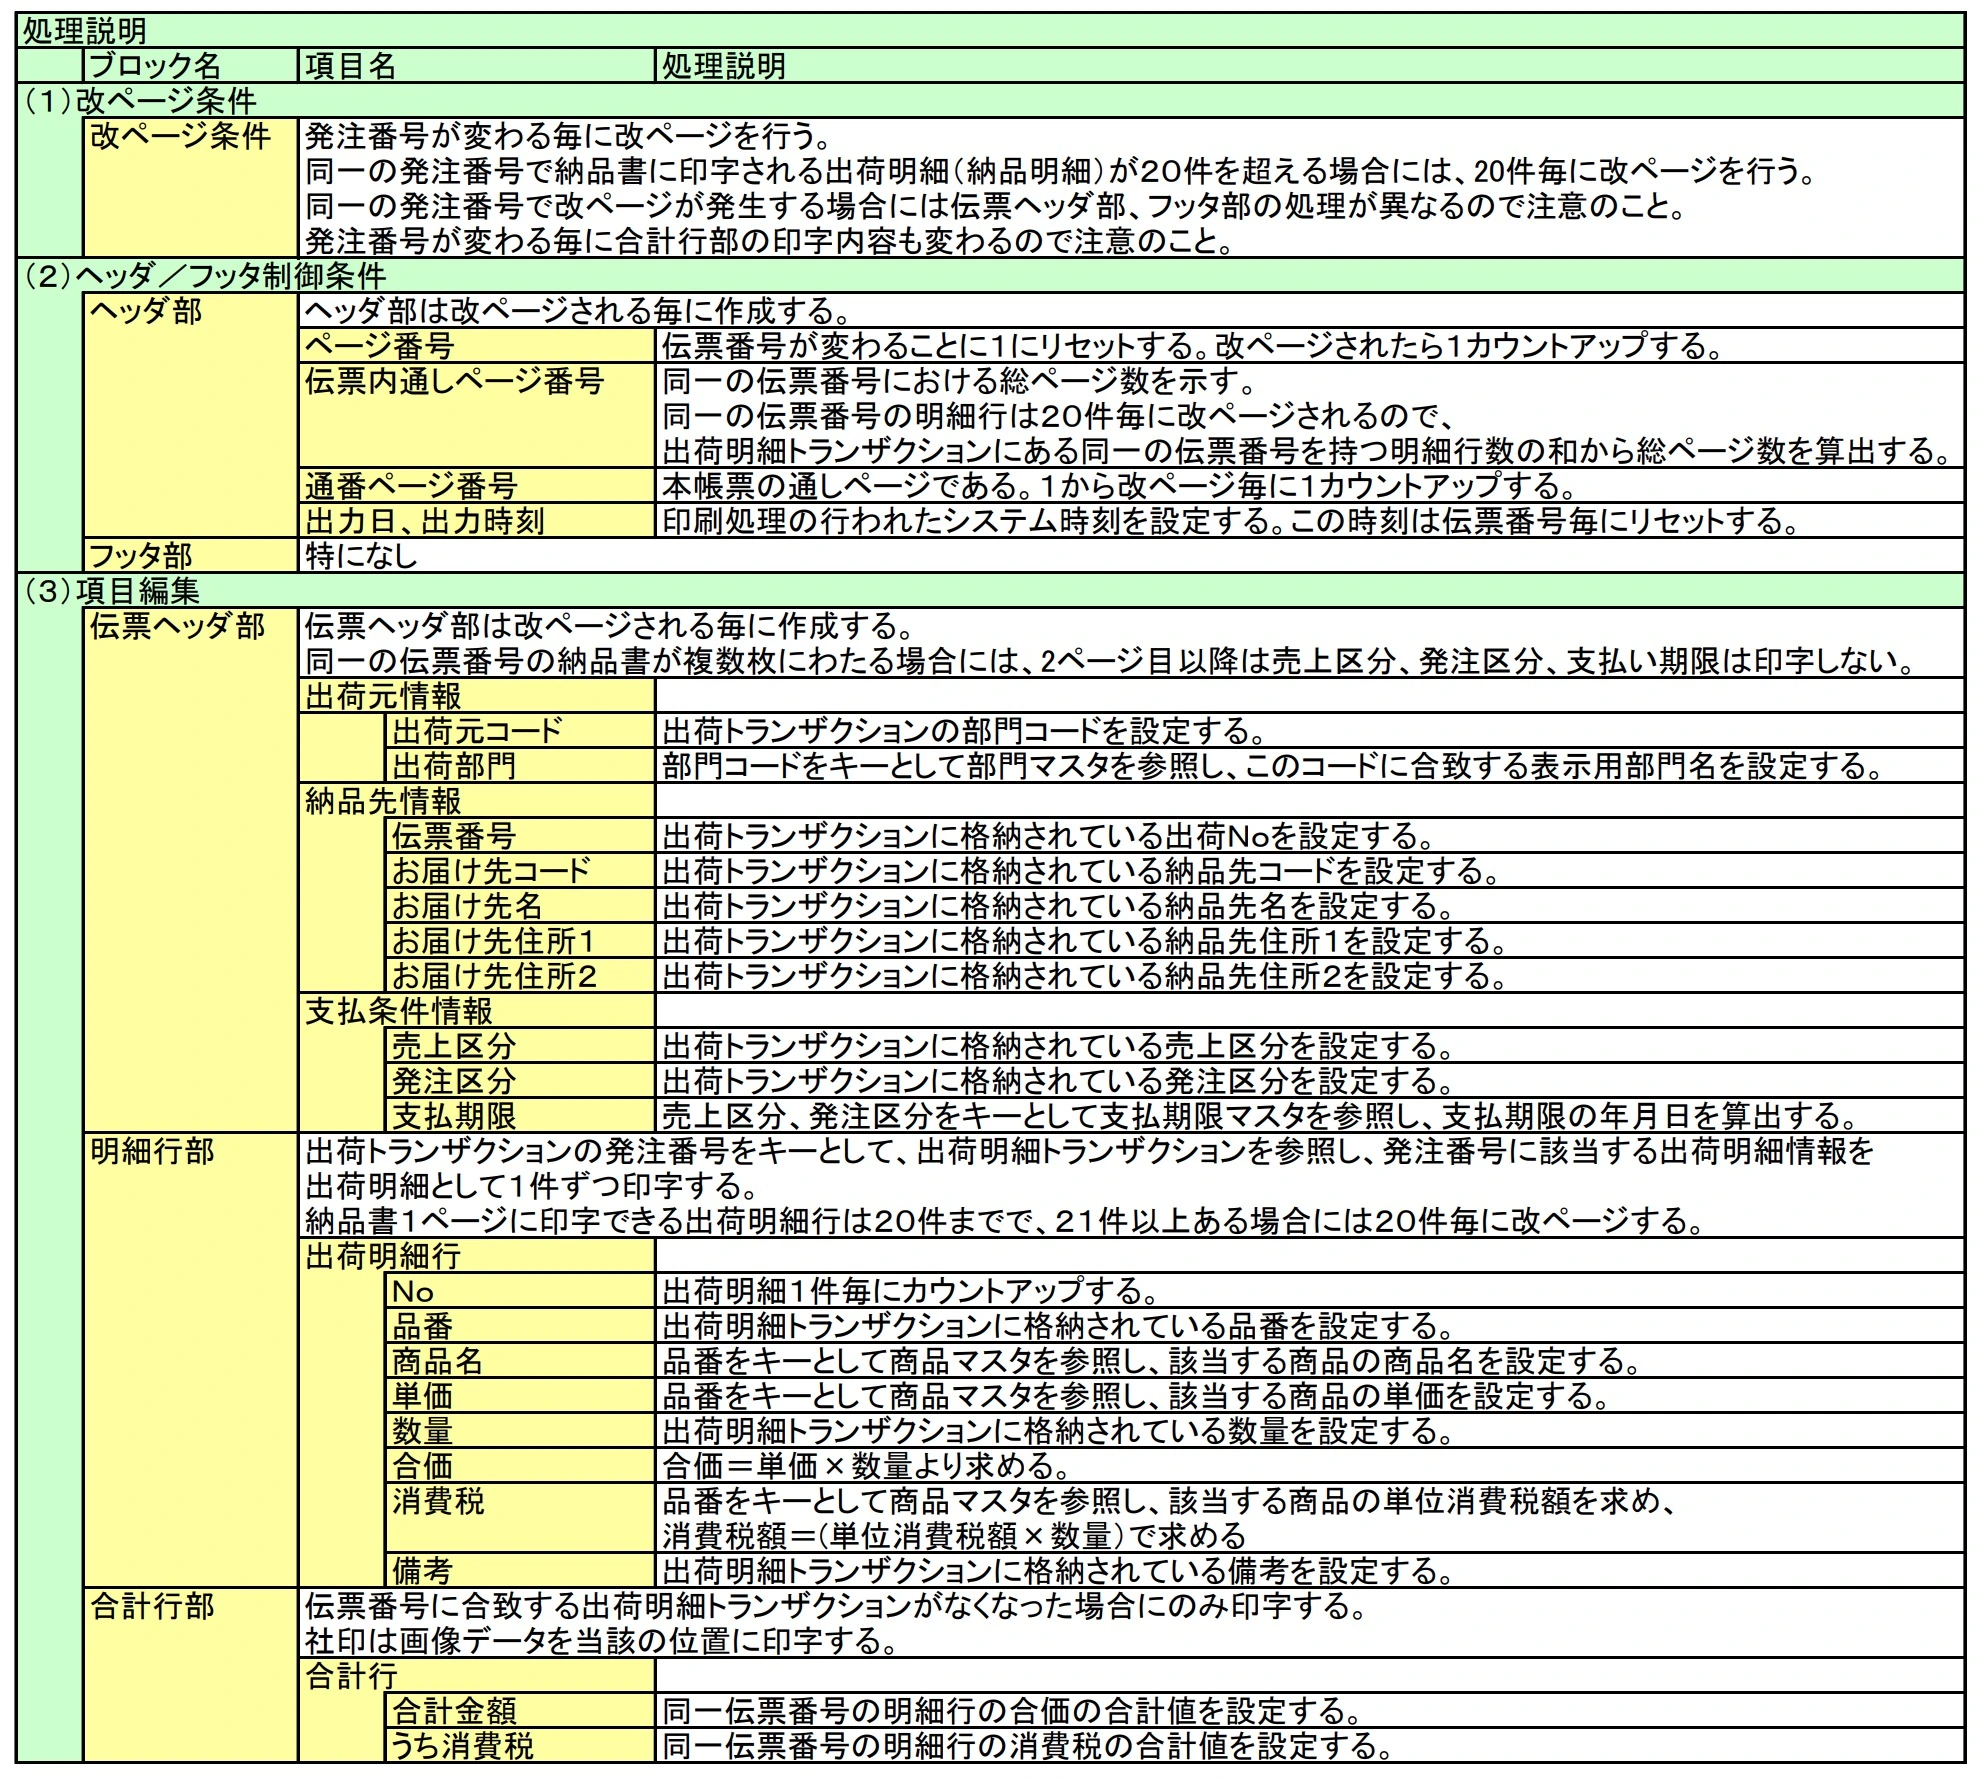 処理説明
ブロック名 項目名 処理説明
(1)改ページ条件
改ページ条件 発注番号が変わる毎に改ページを行う。
同一の発注番号で納品書に印字される出荷明細(納品明細)が20件を超える場合には、20件毎に改ページを行う。
同一の発注番号で改ページが発生する場合には伝票ヘッダ部、フッタ部の処理が異なるので注意のこと。
発注番号が変わる毎に合計行部の印字内容も変わるので注意のこと。
(2)ヘッダ/フッタ制御条件
ヘッダ部 ヘッダ部は改ページされる毎に作成する。
ページ番号 伝票番号が変わることに1にリセットする。改ページされたら1カウントアップする。
伝票内通しページ番号 同一の伝票番号における総ページ数を示す。
同一の伝票番号の明細行は20件毎に改ページされるので、
出荷明細トランザクションにある同一の伝票番号を持つ明細行数の和から総ページ数を算出する。
通番ページ番号 本帳票の通しページである。1から改ページ毎に1カウントアップする。
出力日、出力時刻 印刷処理の行われたシステム時刻を設定する。この時刻は伝票番号毎にリセットする。
フッタ部 特になし
(3)項目編集
伝票ヘッダ部 伝票ヘッダ部は改ページされる毎に作成する。
同一の伝票番号の納品書が複数枚にわたる場合には、2ページ目以降は売上区分、発注区分、支払い期限は印字しない。
出荷元情報
出荷元コード 出荷トランザクションの部門コードを設定する。
出荷部門 部門コードをキーとして部門マスタを参照し、このコードに合致する表示用部門名を設定する。
納品先情報
伝票番号 出荷トランザクションに格納されている出荷Noを設定する。
お届け先コード 出荷トランザクションに格納されている納品先コードを設定する。
お届け先名 出荷トランザクションに格納されている納品先名を設定する。
お届け先住所1 出荷トランザクションに格納されている納品先住所1を設定する。
お届け先住所2 出荷トランザクションに格納されている納品先住所2を設定する。
支払条件情報
売上区分 出荷トランザクションに格納されている売上区分を設定する。
発注区分 出荷トランザクションに格納されている発注区分を設定する。
支払期限 売上区分、発注区分をキーとして支払期限マスタを参照し、支払期限の年月日を算出する。
明細行部 出荷トランザクションの発注番号をキーとして、出荷明細トランザクションを参照し、発注番号に該当する出荷明細情報を
出荷明細として1件ずつ印字する。
納品書1ページに印字できる出荷明細行は20件までで、21件以上ある場合には20件毎に改ページする。
出荷明細行
No 出荷明細1件毎にカウントアップする。
品番 出荷明細トランザクションに格納されている品番を設定する。
商品名 品番をキーとして商品マスタを参照し、該当する商品の商品名を設定する。
単価 品番をキーとして商品マスタを参照し、該当する商品の単価を設定する。
数量 出荷明細トランザクションに格納されている数量を設定する。
合価 合価=単価×数量より求める。
消費税 品番をキーとして商品マスタを参照し、該当する商品の単位消費税額を求め、
消費税額=(単位消費税額×数量)で求める
備考 出荷明細トランザクションに格納されている備考を設定する。
合計行部 伝票番号に合致する出荷明細トランザクションがなくなった場合にのみ印字する。
社印は画像データを当該の位置に印字する。
合計行
合計金額 同一伝票番号の明細行の合価の合計値を設定する。
うち消費税 同一伝票番号の明細行の消費税の合計値を設定する。